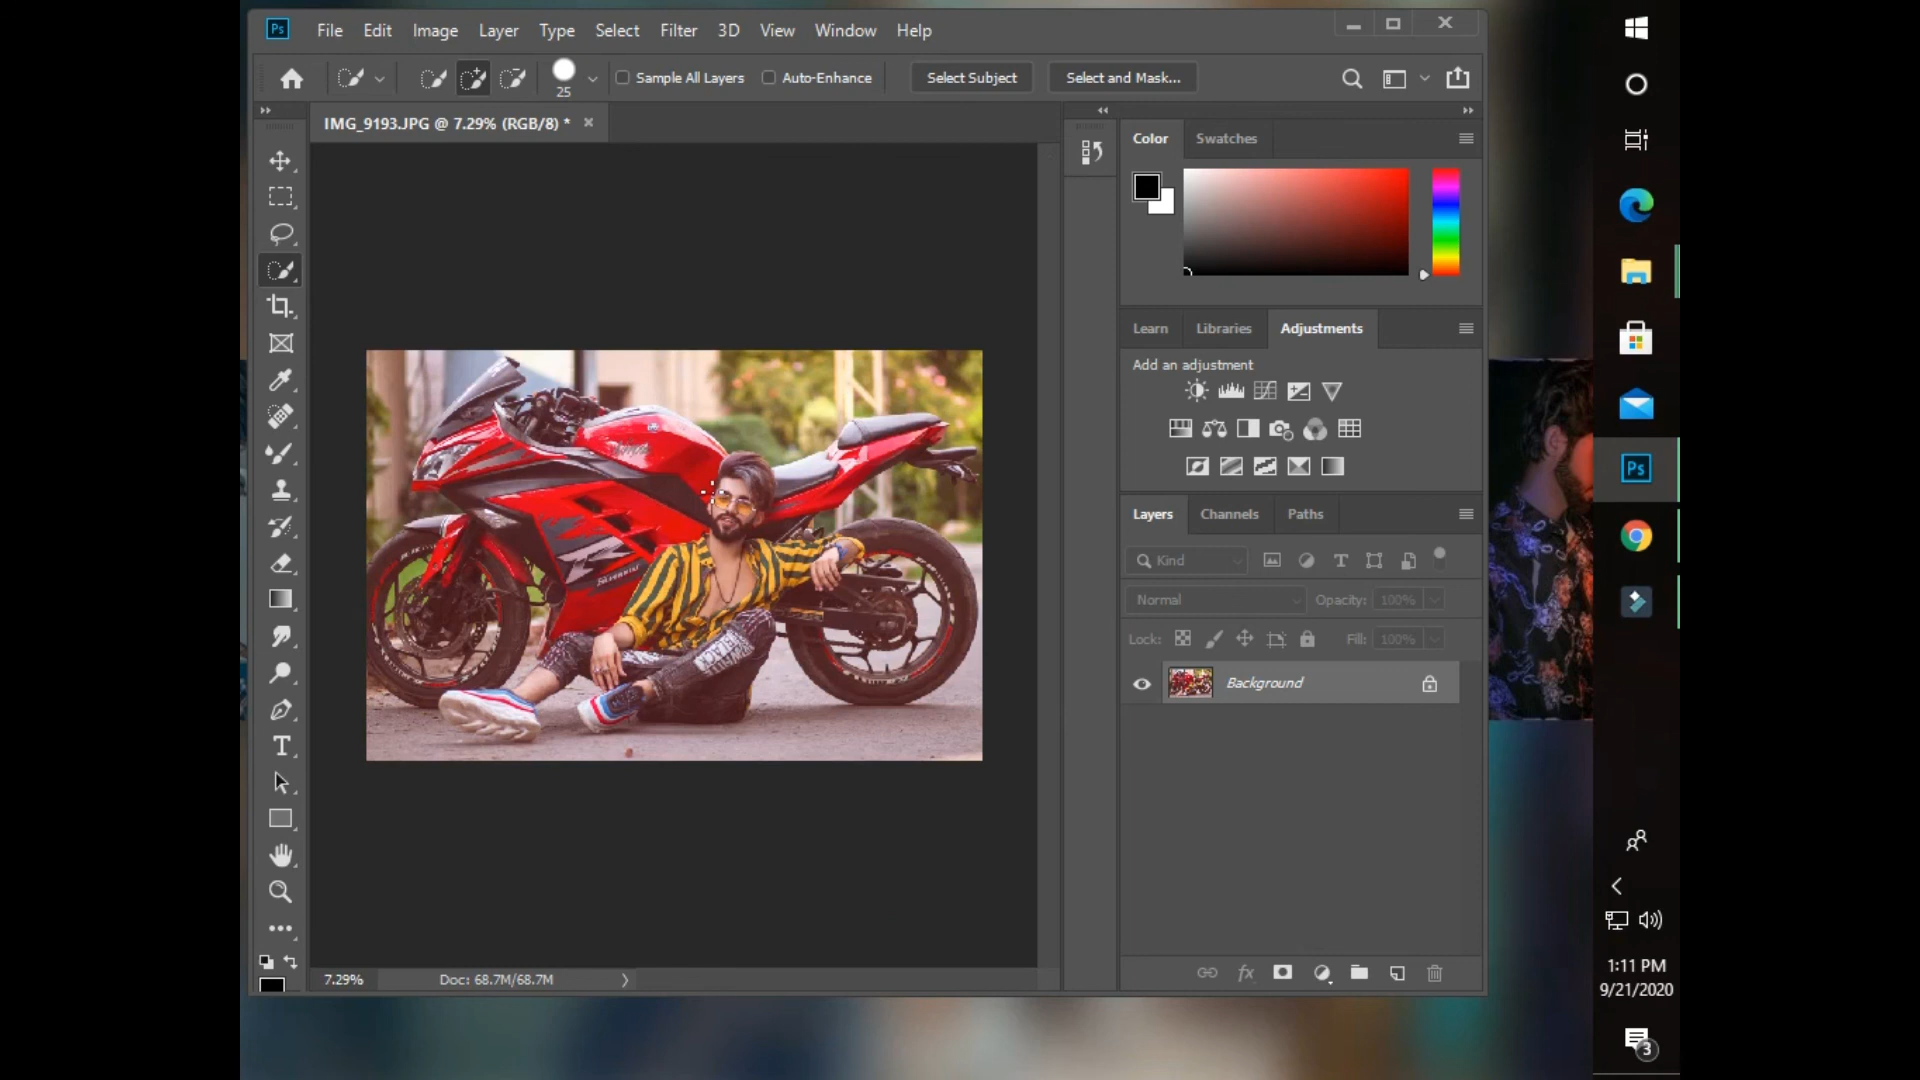 Ps File Edit Image Layer Type Select Filter 3D View Window Help
25 Sample All Layers Auto-Enhance Select Subject Select and Mask...
IMG_9193.JPG @ 7.29% (RGB/8) *
Color Swatches
Learn Libraries Adjustments
Add an adjustment
Layers Channels Paths
Kind
Normal Opacity: 100%
Lock: Fill: 100%
Background
7.29% Doc: 68.7M/68.7M
Ps
1:11 PM
9/21/2020
3